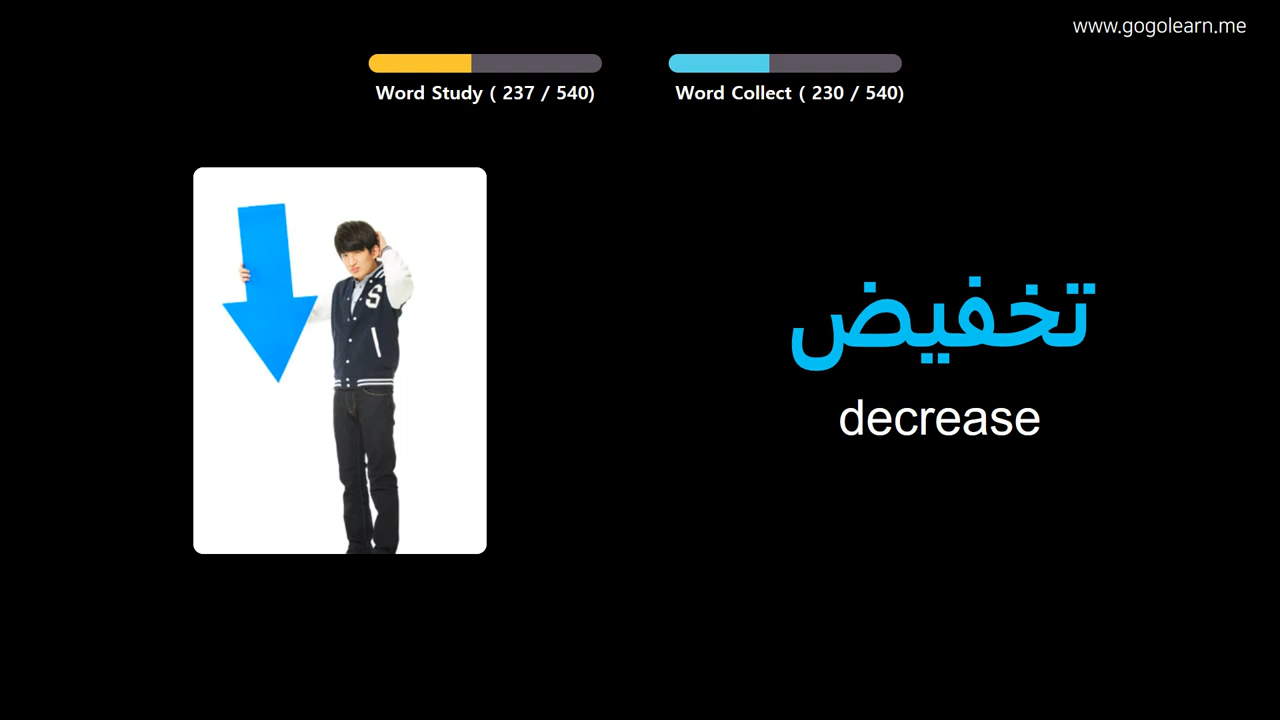 www.gogolearn.me
Word Study ( 237 / 540)
Word Collect ( 230 / 540)
S
تخفيض
decrease